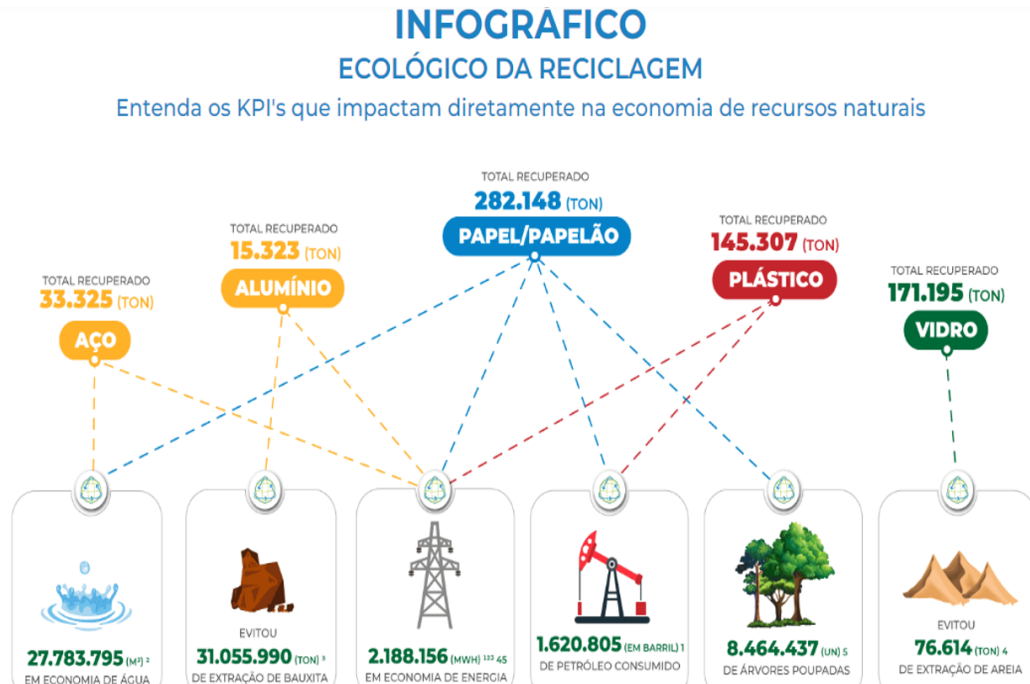 INFOGRÁFICO
ECOLÓGICO DA RECICLAGEM
Entenda os KPI's que impactam diretamente na economia de recursos naturais
TOTAL RECUPERADO
33.325 (TON)
AÇO
TOTAL RECUPERADO
15.323 (TON)
ALUMÍNIO
TOTAL RECUPERADO
282.148 (TON)
PAPEL/PAPELÃO
TOTAL RECUPERADO
145.307 (TON)
PLÁSTICO
TOTAL RECUPERADO
171.195 (TON)
VIDRO
27.783.795 (M³) ²
EM ECONOMIA DE ÁGUA
EVITOU
31.055.990 (TON) ³
DE EXTRAÇÃO DE BAUXITA
2.188.156 (MWH) ¹²³ 45
EM ECONOMIA DE ENERGIA
1.620.805 (EM BARRIL) 1
DE PETRÓLEO CONSUMIDO
8.464.437 (UN) 5
DE ÁRVORES POUPADAS
EVITOU
76.614 (TON) 4
DE EXTRAÇÃO DE AREIA